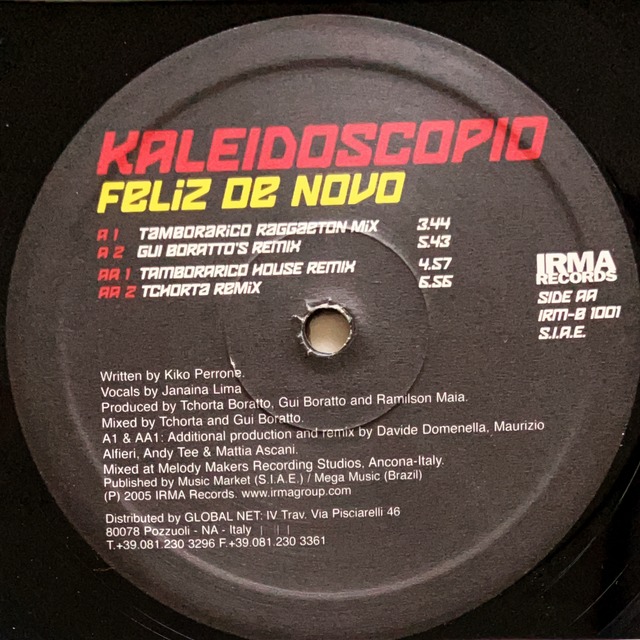 KALEIDOSCOPIO
FELIZ DE NOVO
A 1 TAMBORARICO RAGGAETON MIX 3.44
A 2 GUI BORATTO'S REMIX 5.43
AA 1 TAMBORARICO HOUSE REMIX 4.57
AA 2 TCHORTA REMIX 6.56
IRMA
RECORDS
SIDE AA
IRM-B 1001
S.I.A.E.
Written by Kiko Perrone.
Vocals by Janaina Lima
Produced by Tchorta Boratto, Gui Boratto and Ramilson Maia.
Mixed by Tchorta and Gui Boratto.
A1 & AA1: Additional production and remix by Davide Domenella, Maurizio
Alfieri, Andy Tee & Mattia Ascani.
Mixed at Melody Makers Recording Studios, Ancona-Italy.
Published by Music Market (S.I.A.E.) / Mega Music (Brazil)
(P) 2005 IRMA Records. www.irmagroup.com
Distributed by GLOBAL NET: IV Trav. Via Pisciarelli 46
80078 Pozzuoli - NA - Italy | | |
T.+39.081.230 3296 F.+39.081.230 3361